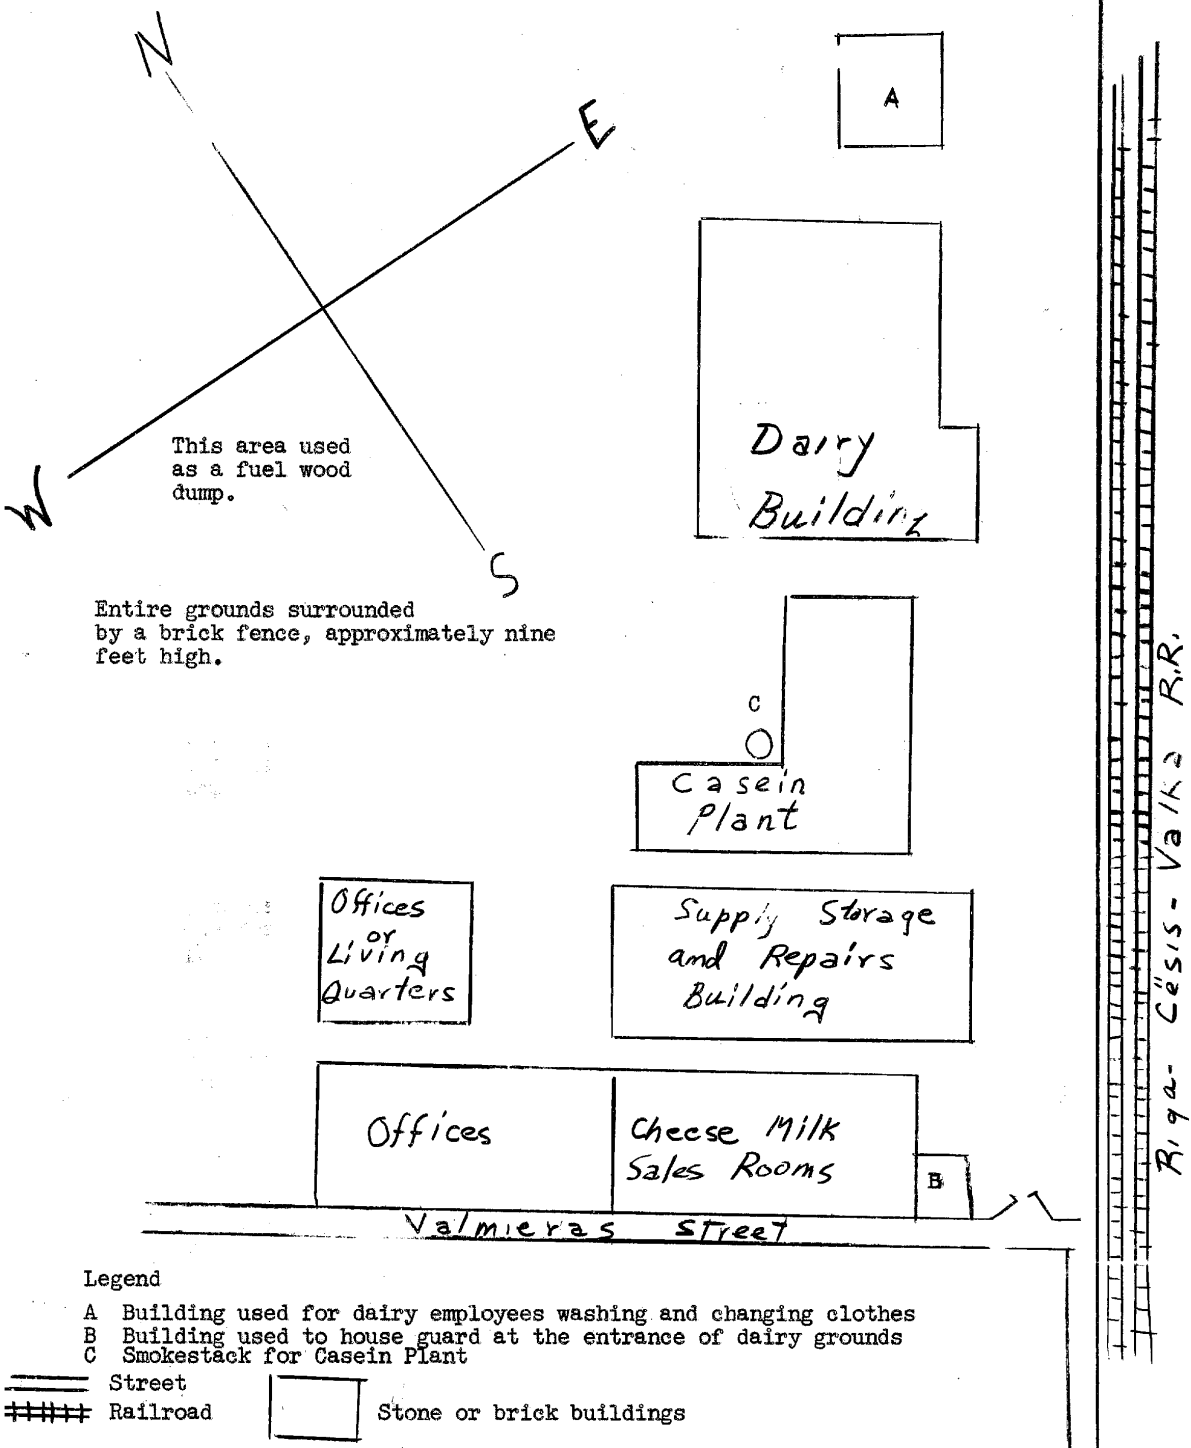 N
E
A
W
S
This area used
as a fuel wood
dump.
Dairy
Building
Entire grounds surrounded
by a brick fence, approximately nine
feet high.
C
Casein
Plant
Offices
or
Living
Quarters
Supply Storage
and Repairs
Building
Offices
Cheese Milk
Sales Rooms
B
Valmieras Street
Riga - Cēsis - Valka R.R.
Legend
A Building used for dairy employees washing and changing clothes
B Building used to house guard at the entrance of dairy grounds
C Smokestack for Casein Plant
Street
Railroad
Stone or brick buildings